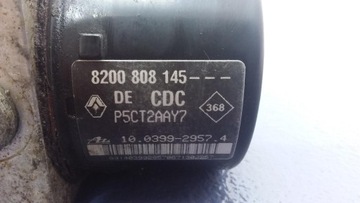 8200 808 145---
DE CDC
P5CT2AAY7
368
10.0399-2957.4